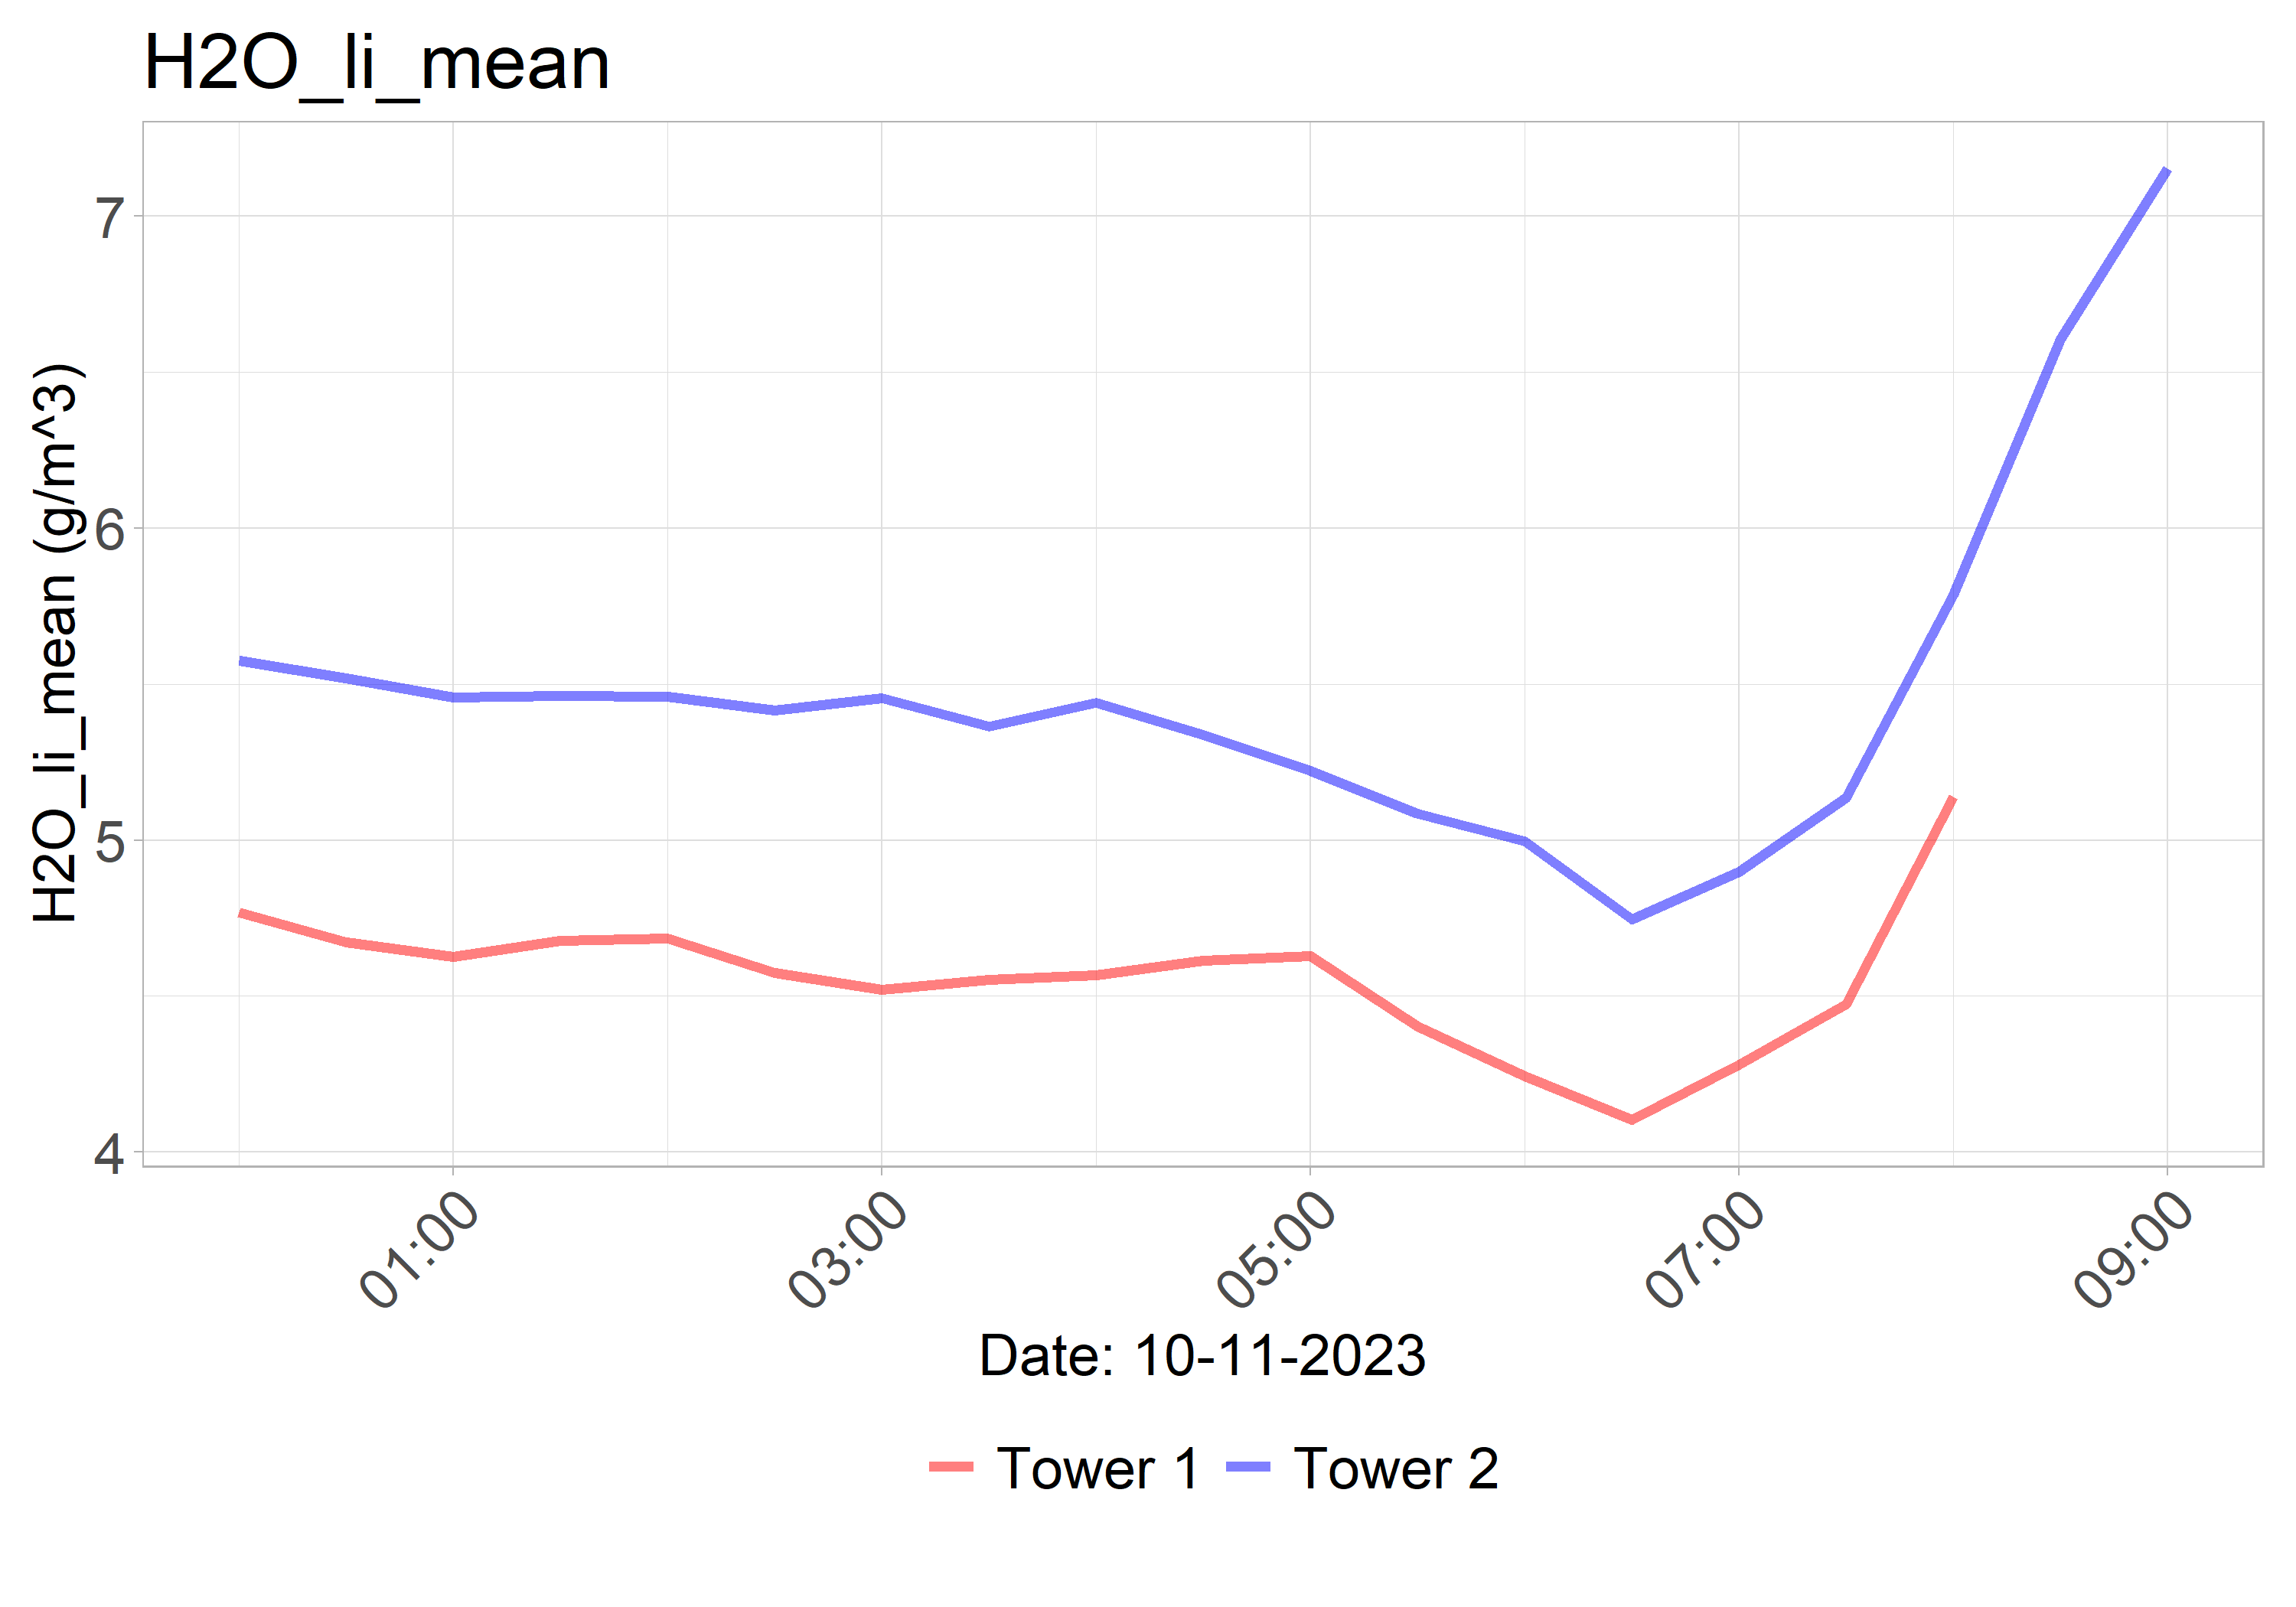 H2O_li_mean
H2O_li_mean (g/m^3)
7
6
5
4
01:00
03:00
05:00
07:00
09:00
Date: 10-11-2023
Tower 1
Tower 2